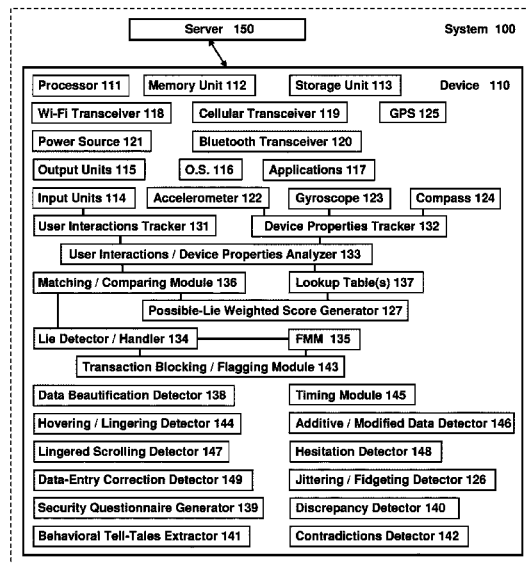 Server 150 System 100
Device 110
Processor 111 Memory Unit 112 Storage Unit 113
Wi-Fi Transceiver 118 Cellular Transceiver 119 GPS 125
Power Source 121 Bluetooth Transceiver 120
Output Units 115 O.S. 116 Applications 117
Input Units 114 Accelerometer 122 Gyroscope 123 Compass 124
User Interactions Tracker 131 Device Properties Tracker 132
User Interactions / Device Properties Analyzer 133
Matching / Comparing Module 136 Lookup Table(s) 137
Possible-Lie Weighted Score Generator 127
Lie Detector / Handler 134 FMM 135
Transaction Blocking / Flagging Module 143
Data Beautification Detector 138 Timing Module 145
Hovering / Lingering Detector 144 Additive / Modified Data Detector 146
Lingered Scrolling Detector 147 Hesitation Detector 148
Data-Entry Correction Detector 149 Jittering / Fidgeting Detector 126
Security Questionnaire Generator 139 Discrepancy Detector 140
Behavioral Tell-Tales Extractor 141 Contradictions Detector 142